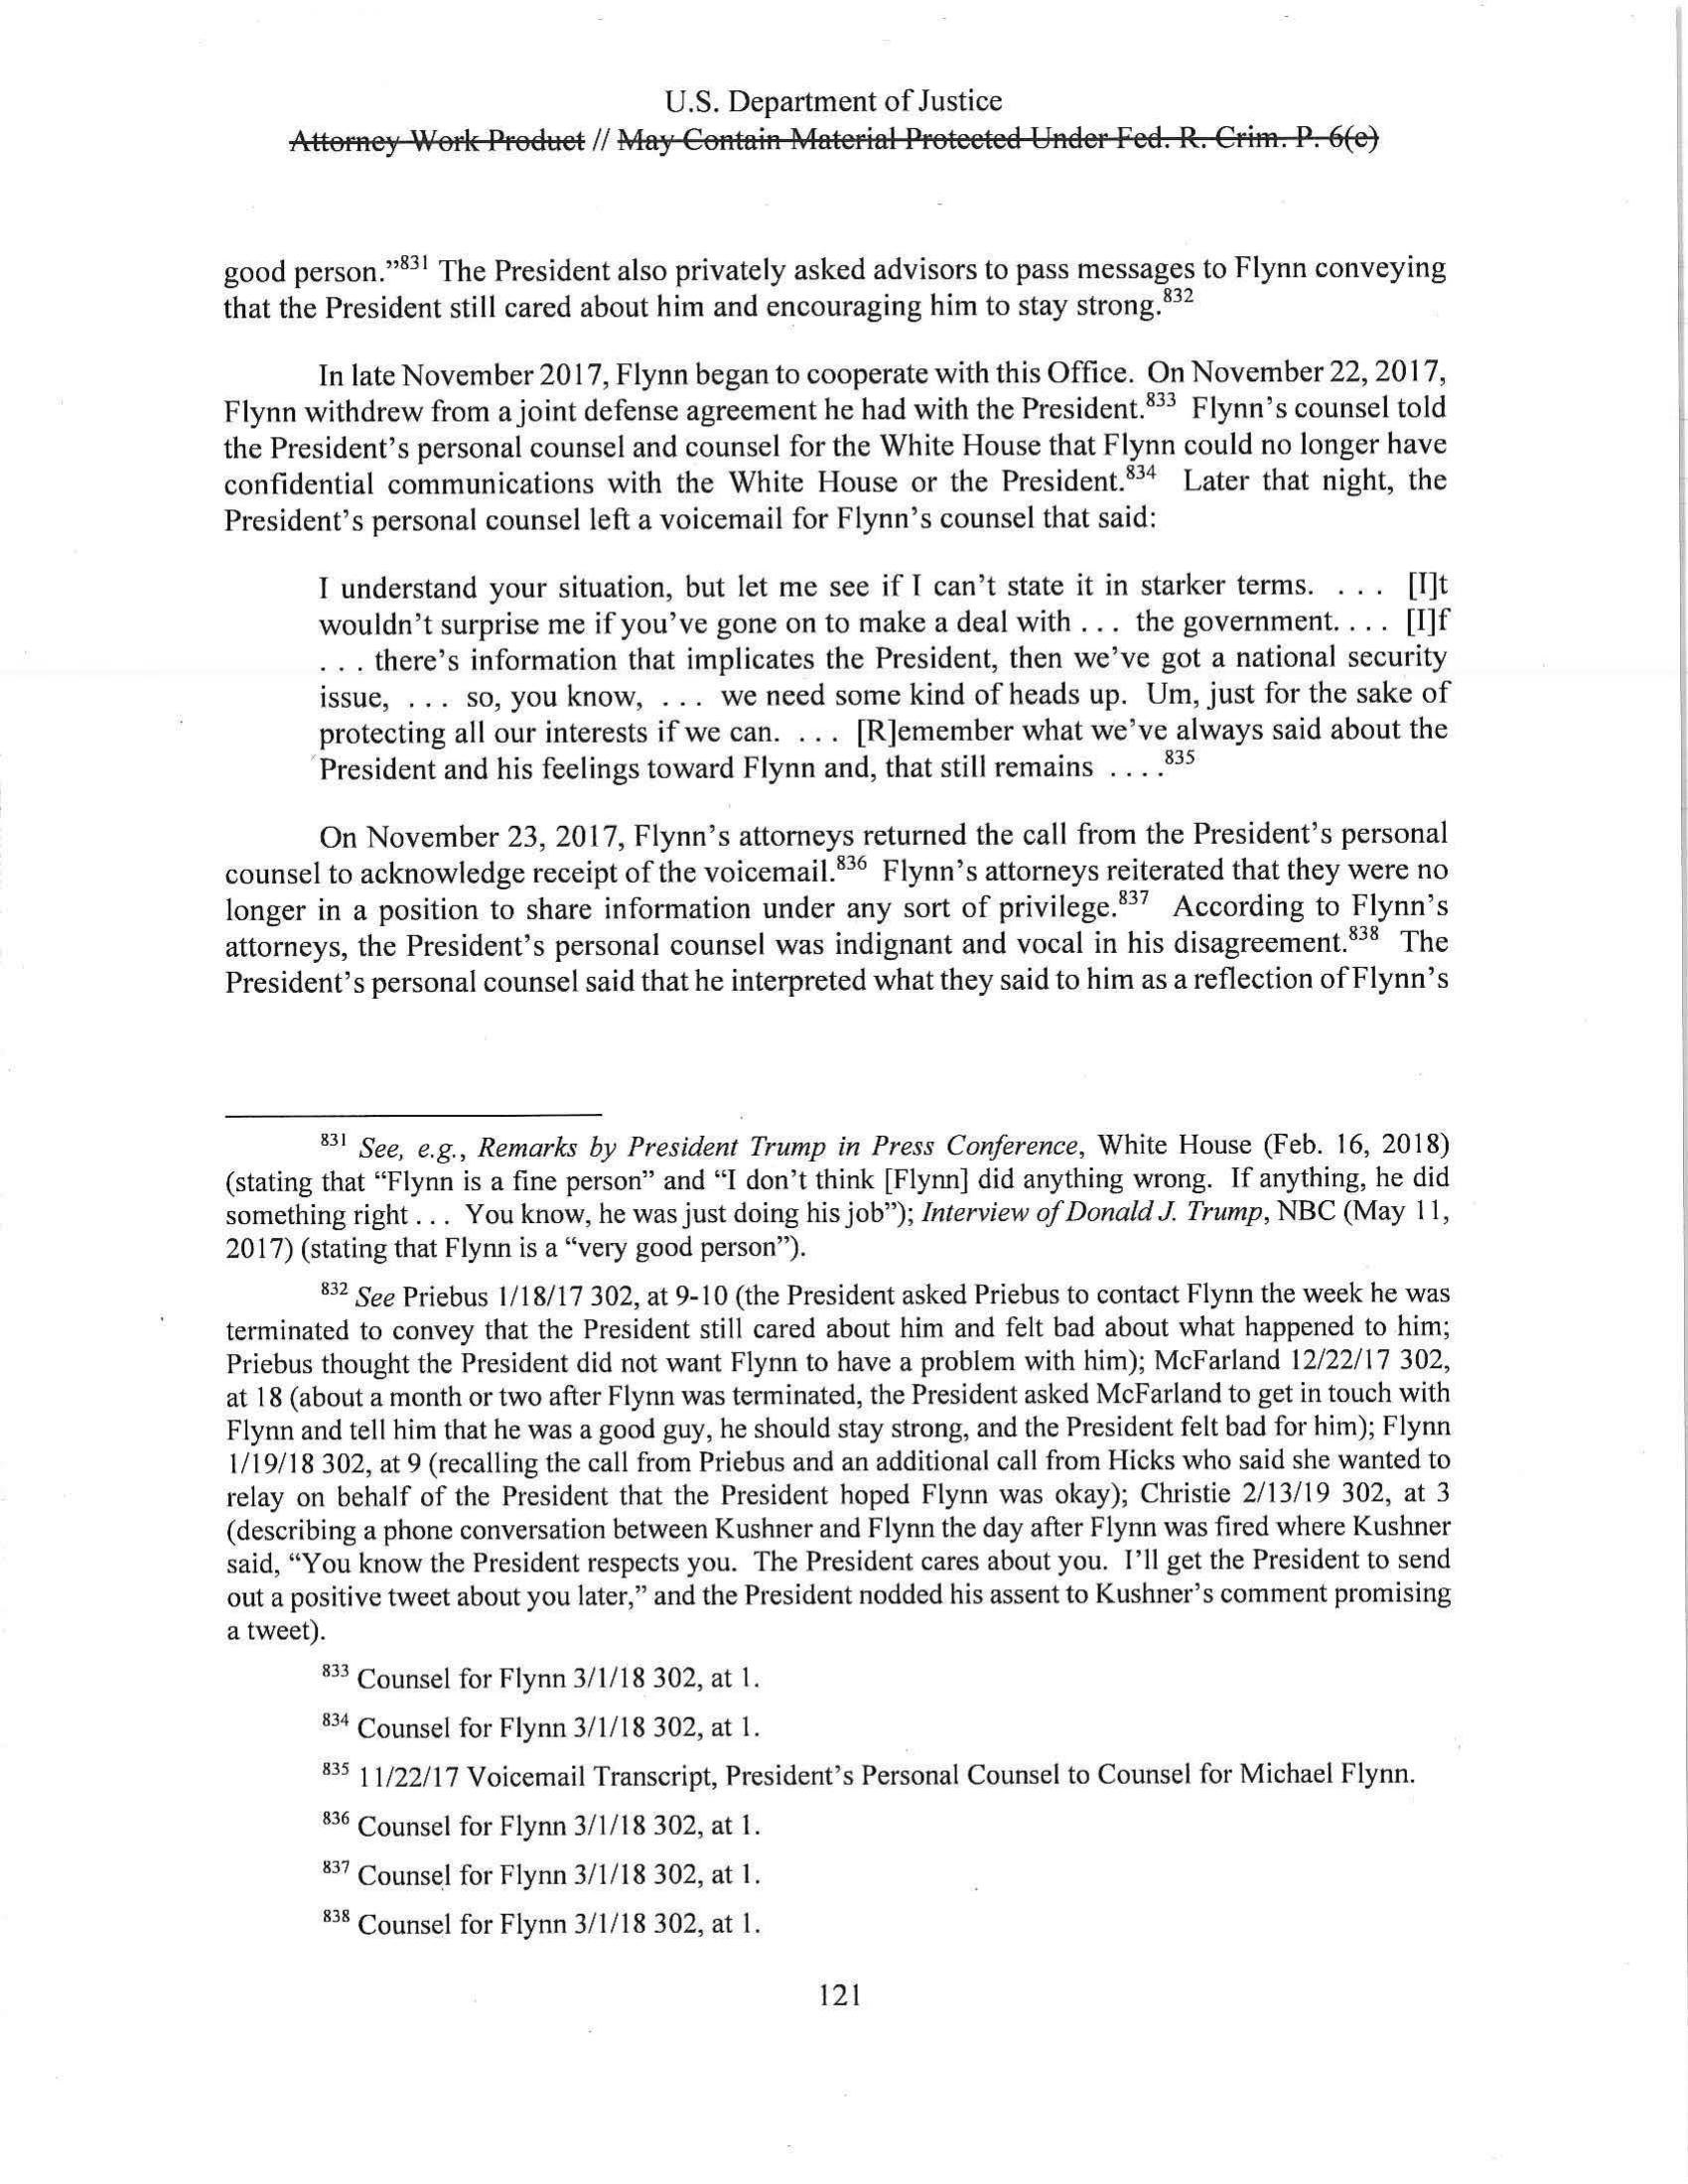 U.S. Department of Justice
Attorney Work Product // May Contain Material Protected Under Fed. R. Crim. P. 6(e)
good person.”831 The President also privately asked advisors to pass messages to Flynn conveying
that the President still cared about him and encouraging him to stay strong.832
In late November 2017, Flynn began to cooperate with this Office. On November 22, 2017,
Flynn withdrew from a joint defense agreement he had with the President.833 Flynn’s counsel told
the President’s personal counsel and counsel for the White House that Flynn could no longer have
confidential communications with the White House or the President.834 Later that night, the
President’s personal counsel left a voicemail for Flynn’s counsel that said:
I understand your situation, but let me see if I can’t state it in starker terms. . . . [I]t
wouldn’t surprise me if you’ve gone on to make a deal with . . . the government. . . . [I]f
. . . there’s information that implicates the President, then we’ve got a national security
issue, . . . so, you know, . . . we need some kind of heads up. Um, just for the sake of
protecting all our interests if we can. . . . [R]emember what we’ve always said about the
President and his feelings toward Flynn and, that still remains . . . .835
On November 23, 2017, Flynn’s attorneys returned the call from the President’s personal
counsel to acknowledge receipt of the voicemail.836 Flynn’s attorneys reiterated that they were no
longer in a position to share information under any sort of privilege.837 According to Flynn’s
attorneys, the President’s personal counsel was indignant and vocal in his disagreement.838 The
President’s personal counsel said that he interpreted what they said to him as a reflection of Flynn’s
831 See, e.g., Remarks by President Trump in Press Conference, White House (Feb. 16, 2018)
(stating that “Flynn is a fine person” and “I don’t think [Flynn] did anything wrong. If anything, he did
something right . . . You know, he was just doing his job”); Interview of Donald J. Trump, NBC (May 11,
2017) (stating that Flynn is a “very good person”).
832 See Priebus 1/18/17 302, at 9-10 (the President asked Priebus to contact Flynn the week he was
terminated to convey that the President still cared about him and felt bad about what happened to him;
Priebus thought the President did not want Flynn to have a problem with him); McFarland 12/22/17 302,
at 18 (about a month or two after Flynn was terminated, the President asked McFarland to get in touch with
Flynn and tell him that he was a good guy, he should stay strong, and the President felt bad for him); Flynn
1/19/18 302, at 9 (recalling the call from Priebus and an additional call from Hicks who said she wanted to
relay on behalf of the President that the President hoped Flynn was okay); Christie 2/13/19 302, at 3
(describing a phone conversation between Kushner and Flynn the day after Flynn was fired where Kushner
said, “You know the President respects you. The President cares about you. I’ll get the President to send
out a positive tweet about you later,” and the President nodded his assent to Kushner’s comment promising
a tweet).
833 Counsel for Flynn 3/1/18 302, at 1.
834 Counsel for Flynn 3/1/18 302, at 1.
835 11/22/17 Voicemail Transcript, President’s Personal Counsel to Counsel for Michael Flynn.
836 Counsel for Flynn 3/1/18 302, at 1.
837 Counsel for Flynn 3/1/18 302, at 1.
838 Counsel for Flynn 3/1/18 302, at 1.
121